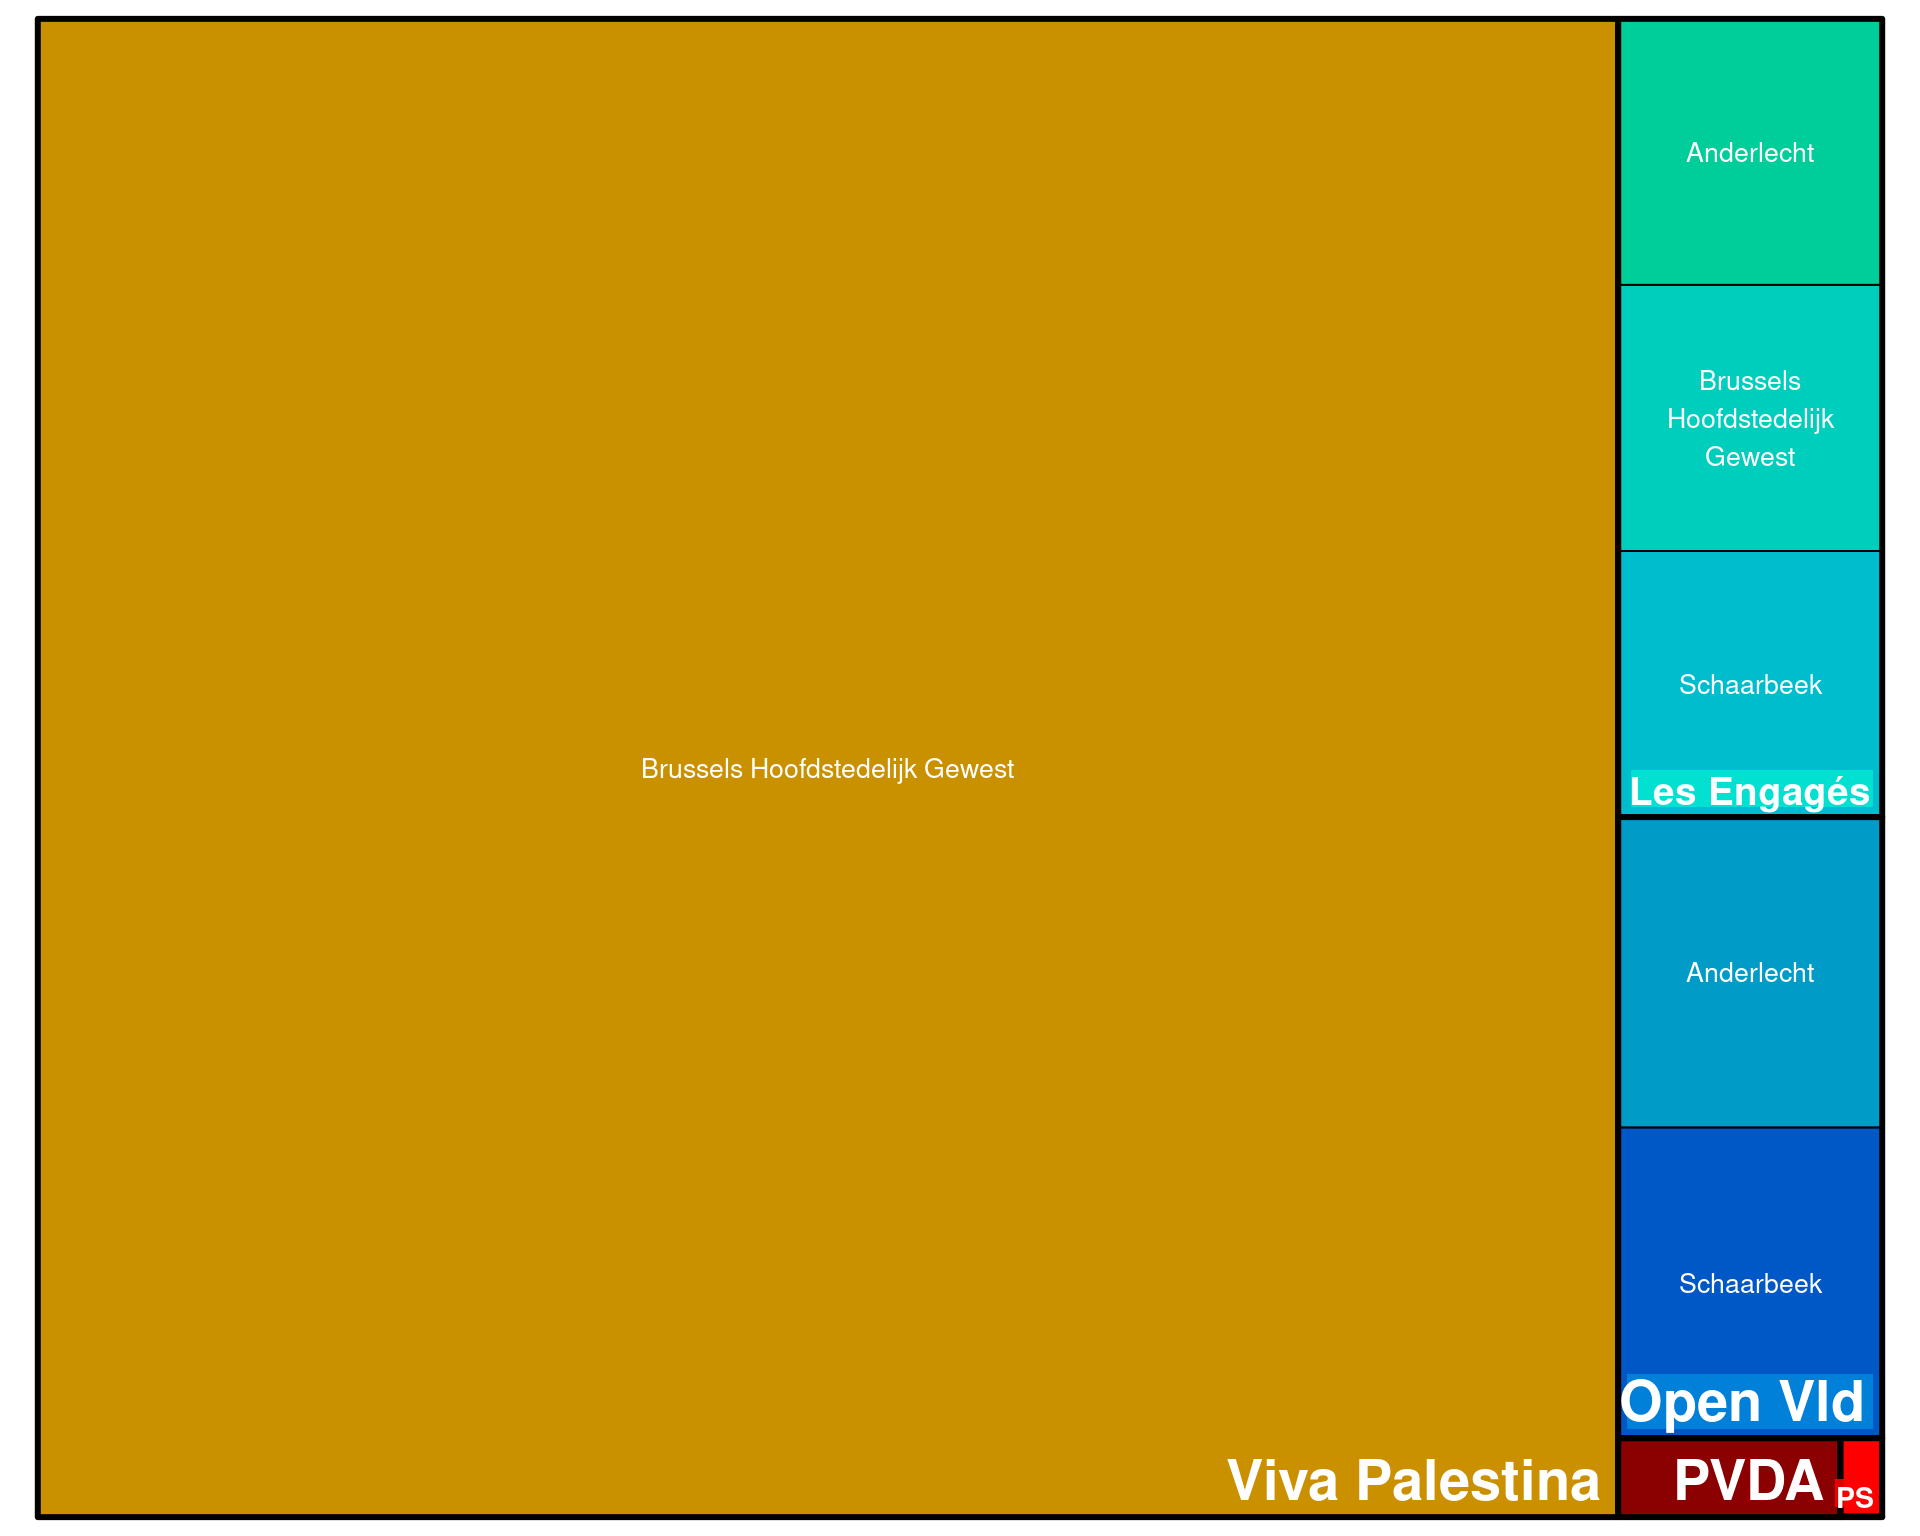 Brussels Hoofdstedelijk Gewest
Viva Palestina
Anderlecht
Brussels
Hoofdstedelijk
Gewest
Schaarbeek
Les Engagés
Anderlecht
Schaarbeek
Open Vld
PVDA
PS